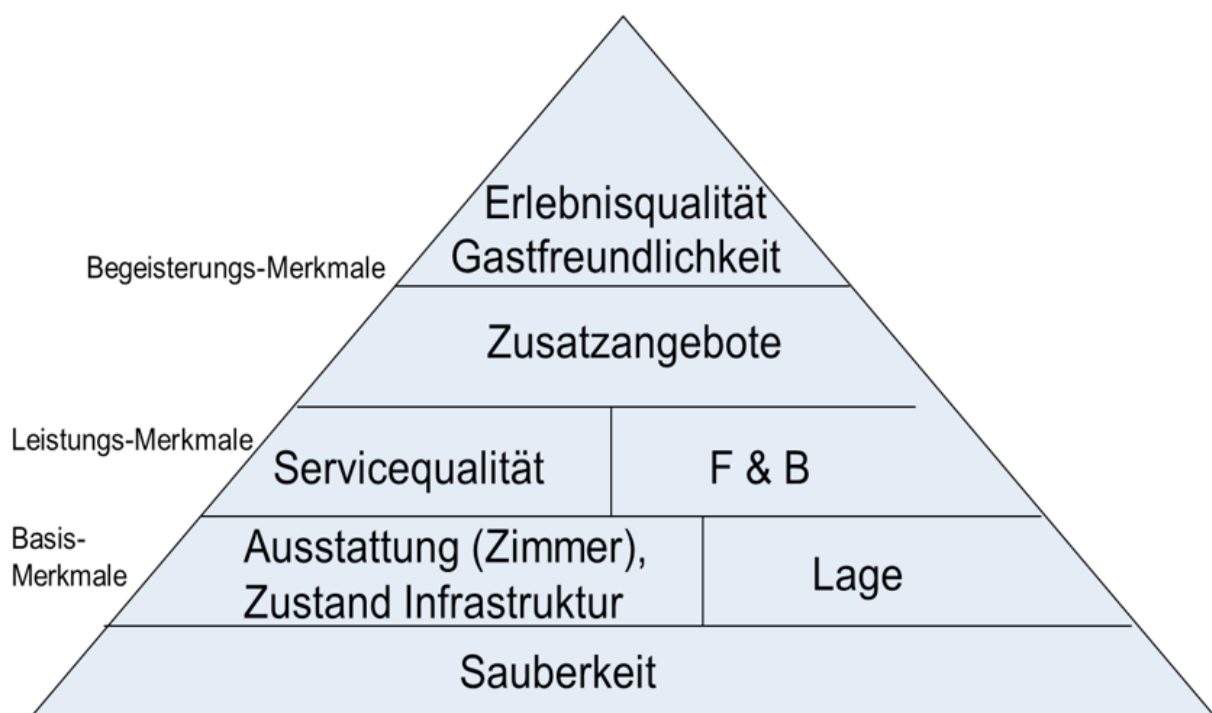 Erlebnisqualität
Gastfreundlichkeit
Begeisterungs-Merkmale
Zusatzangebote
Leistungs-Merkmale
Servicequalität
F & B
Basis-
Merkmale
Ausstattung (Zimmer),
Zustand Infrastruktur
Lage
Sauberkeit